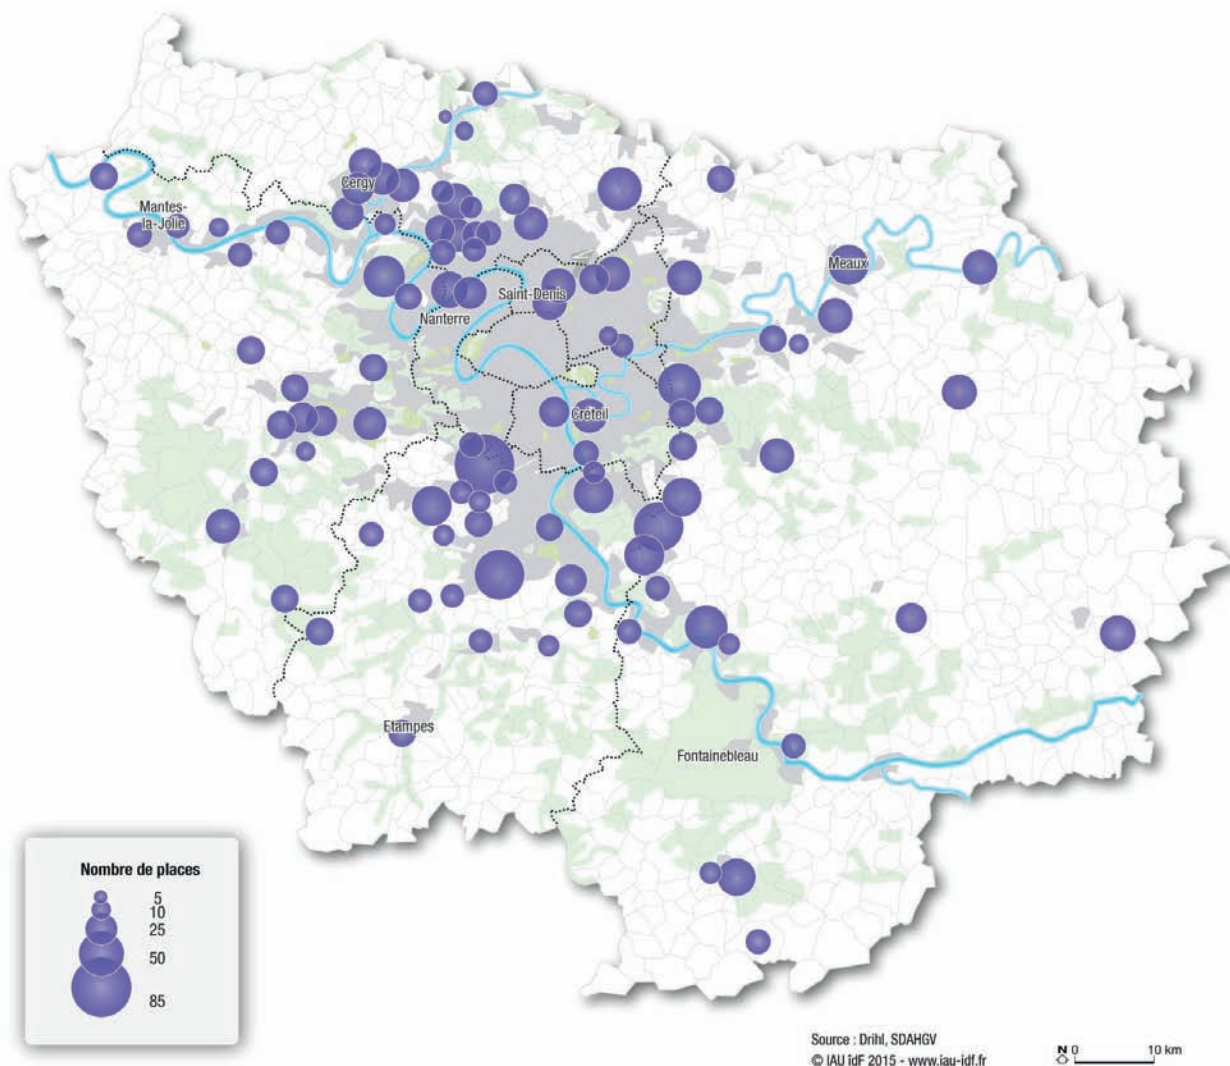 Cergy
Mantes-
la-Jolie
Meaux
Saint-Denis
Nanterre
Créteil
Etampes
Fontainebleau
Nombre de places
5
10
25
50
85
Source : Drihl, SDAHGV
© IAU îdF 2015 - www.iau-idf.fr
N 0 10 km